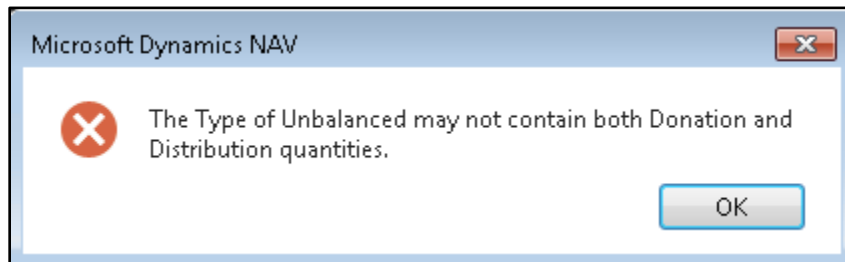 Microsoft Dynamics NAV
The Type of Unbalanced may not contain both Donation and
Distribution quantities.
OK